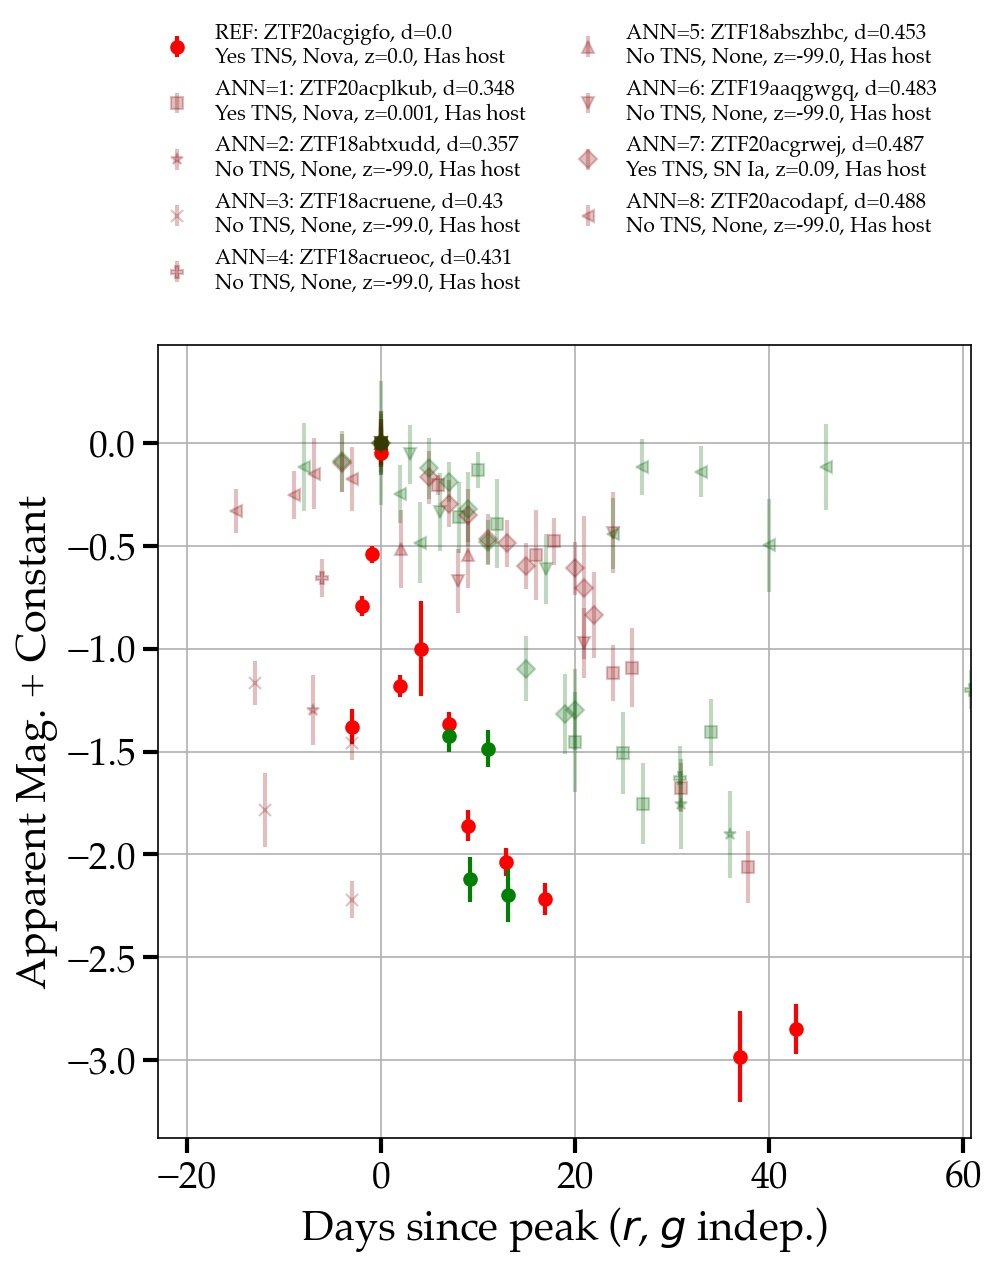 REF: ZTF20acgigfo, d=0.0
Yes TNS, Nova, z=0.0, Has host
ANN=1: ZTF20acplkub, d=0.348
Yes TNS, Nova, z=0.001, Has host
ANN=2: ZTF18abtxudd, d=0.357
No TNS, None, z=-99.0, Has host
ANN=3: ZTF18acruene, d=0.43
No TNS, None, z=-99.0, Has host
ANN=4: ZTF18acrueoc, d=0.431
No TNS, None, z=-99.0, Has host
ANN=5: ZTF18abszhbc, d=0.453
No TNS, None, z=-99.0, Has host
ANN=6: ZTF19aaqgwgq, d=0.483
No TNS, None, z=-99.0, Has host
ANN=7: ZTF20acgrwej, d=0.487
Yes TNS, SN Ia, z=0.09, Has host
ANN=8: ZTF20acodapf, d=0.488
No TNS, None, z=-99.0, Has host
Apparent Mag. + Constant
0.0
−0.5
−1.0
−1.5
−2.0
−2.5
−3.0
−20 0 20 40 60
Days since peak (r, g indep.)